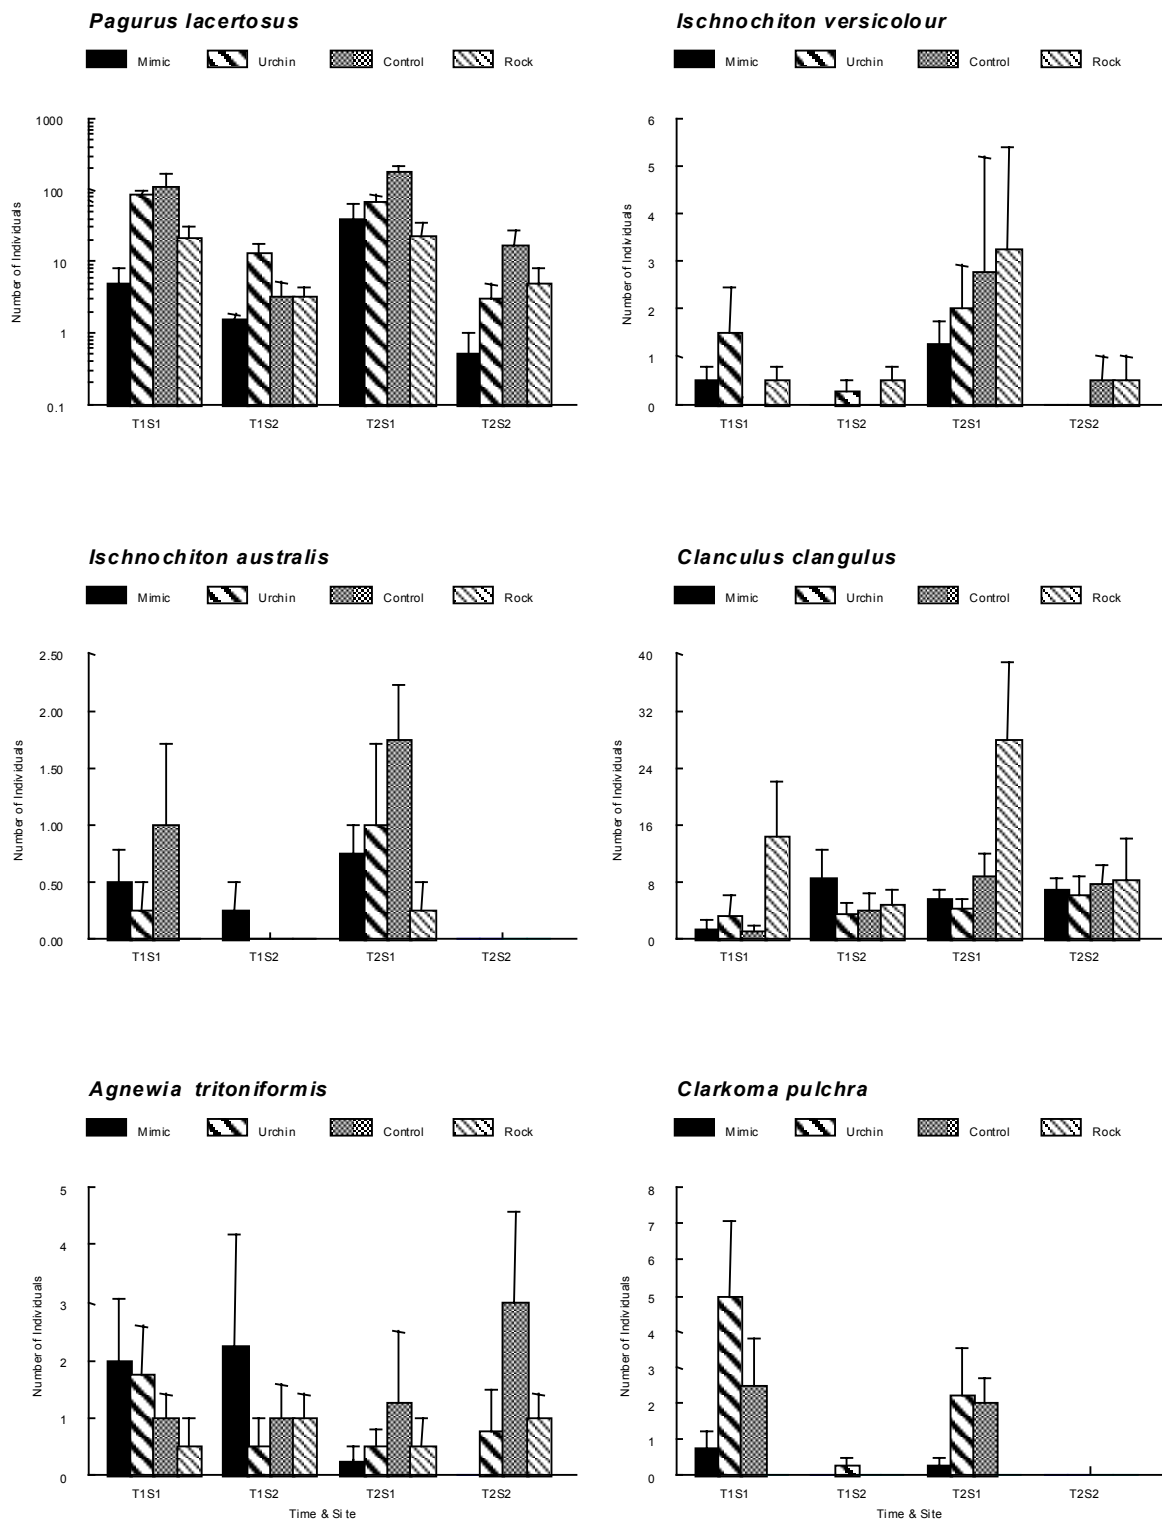 Pagurus lacertosus
Mimic Urchin Control Rock
1000
100
10
1
0.1
Number of Individuals
T1S1 T1S2 T2S1 T2S2
Ischnochiton versicolour
Mimic Urchin Control Rock
6
5
4
3
2
1
0
Number of Individuals
T1S1 T1S2 T2S1 T2S2
Ischnochiton australis
Mimic Urchin Control Rock
2.50
2.00
1.50
1.00
0.50
0.00
Number of Individuals
T1S1 T1S2 T2S1 T2S2
Clanculus clangulus
Mimic Urchin Control Rock
40
32
24
16
8
0
Number of Individuals
T1S1 T1S2 T2S1 T2S2
Agnewia tritoniformis
Mimic Urchin Control Rock
5
4
3
2
1
0
Number of Individuals
T1S1 T1S2 T2S1 T2S2
Time & Site
Clarkoma pulchra
Mimic Urchin Control Rock
8
7
6
5
4
3
2
1
0
Number of Individuals
T1S1 T1S2 T2S1 T2S2
Time & Site